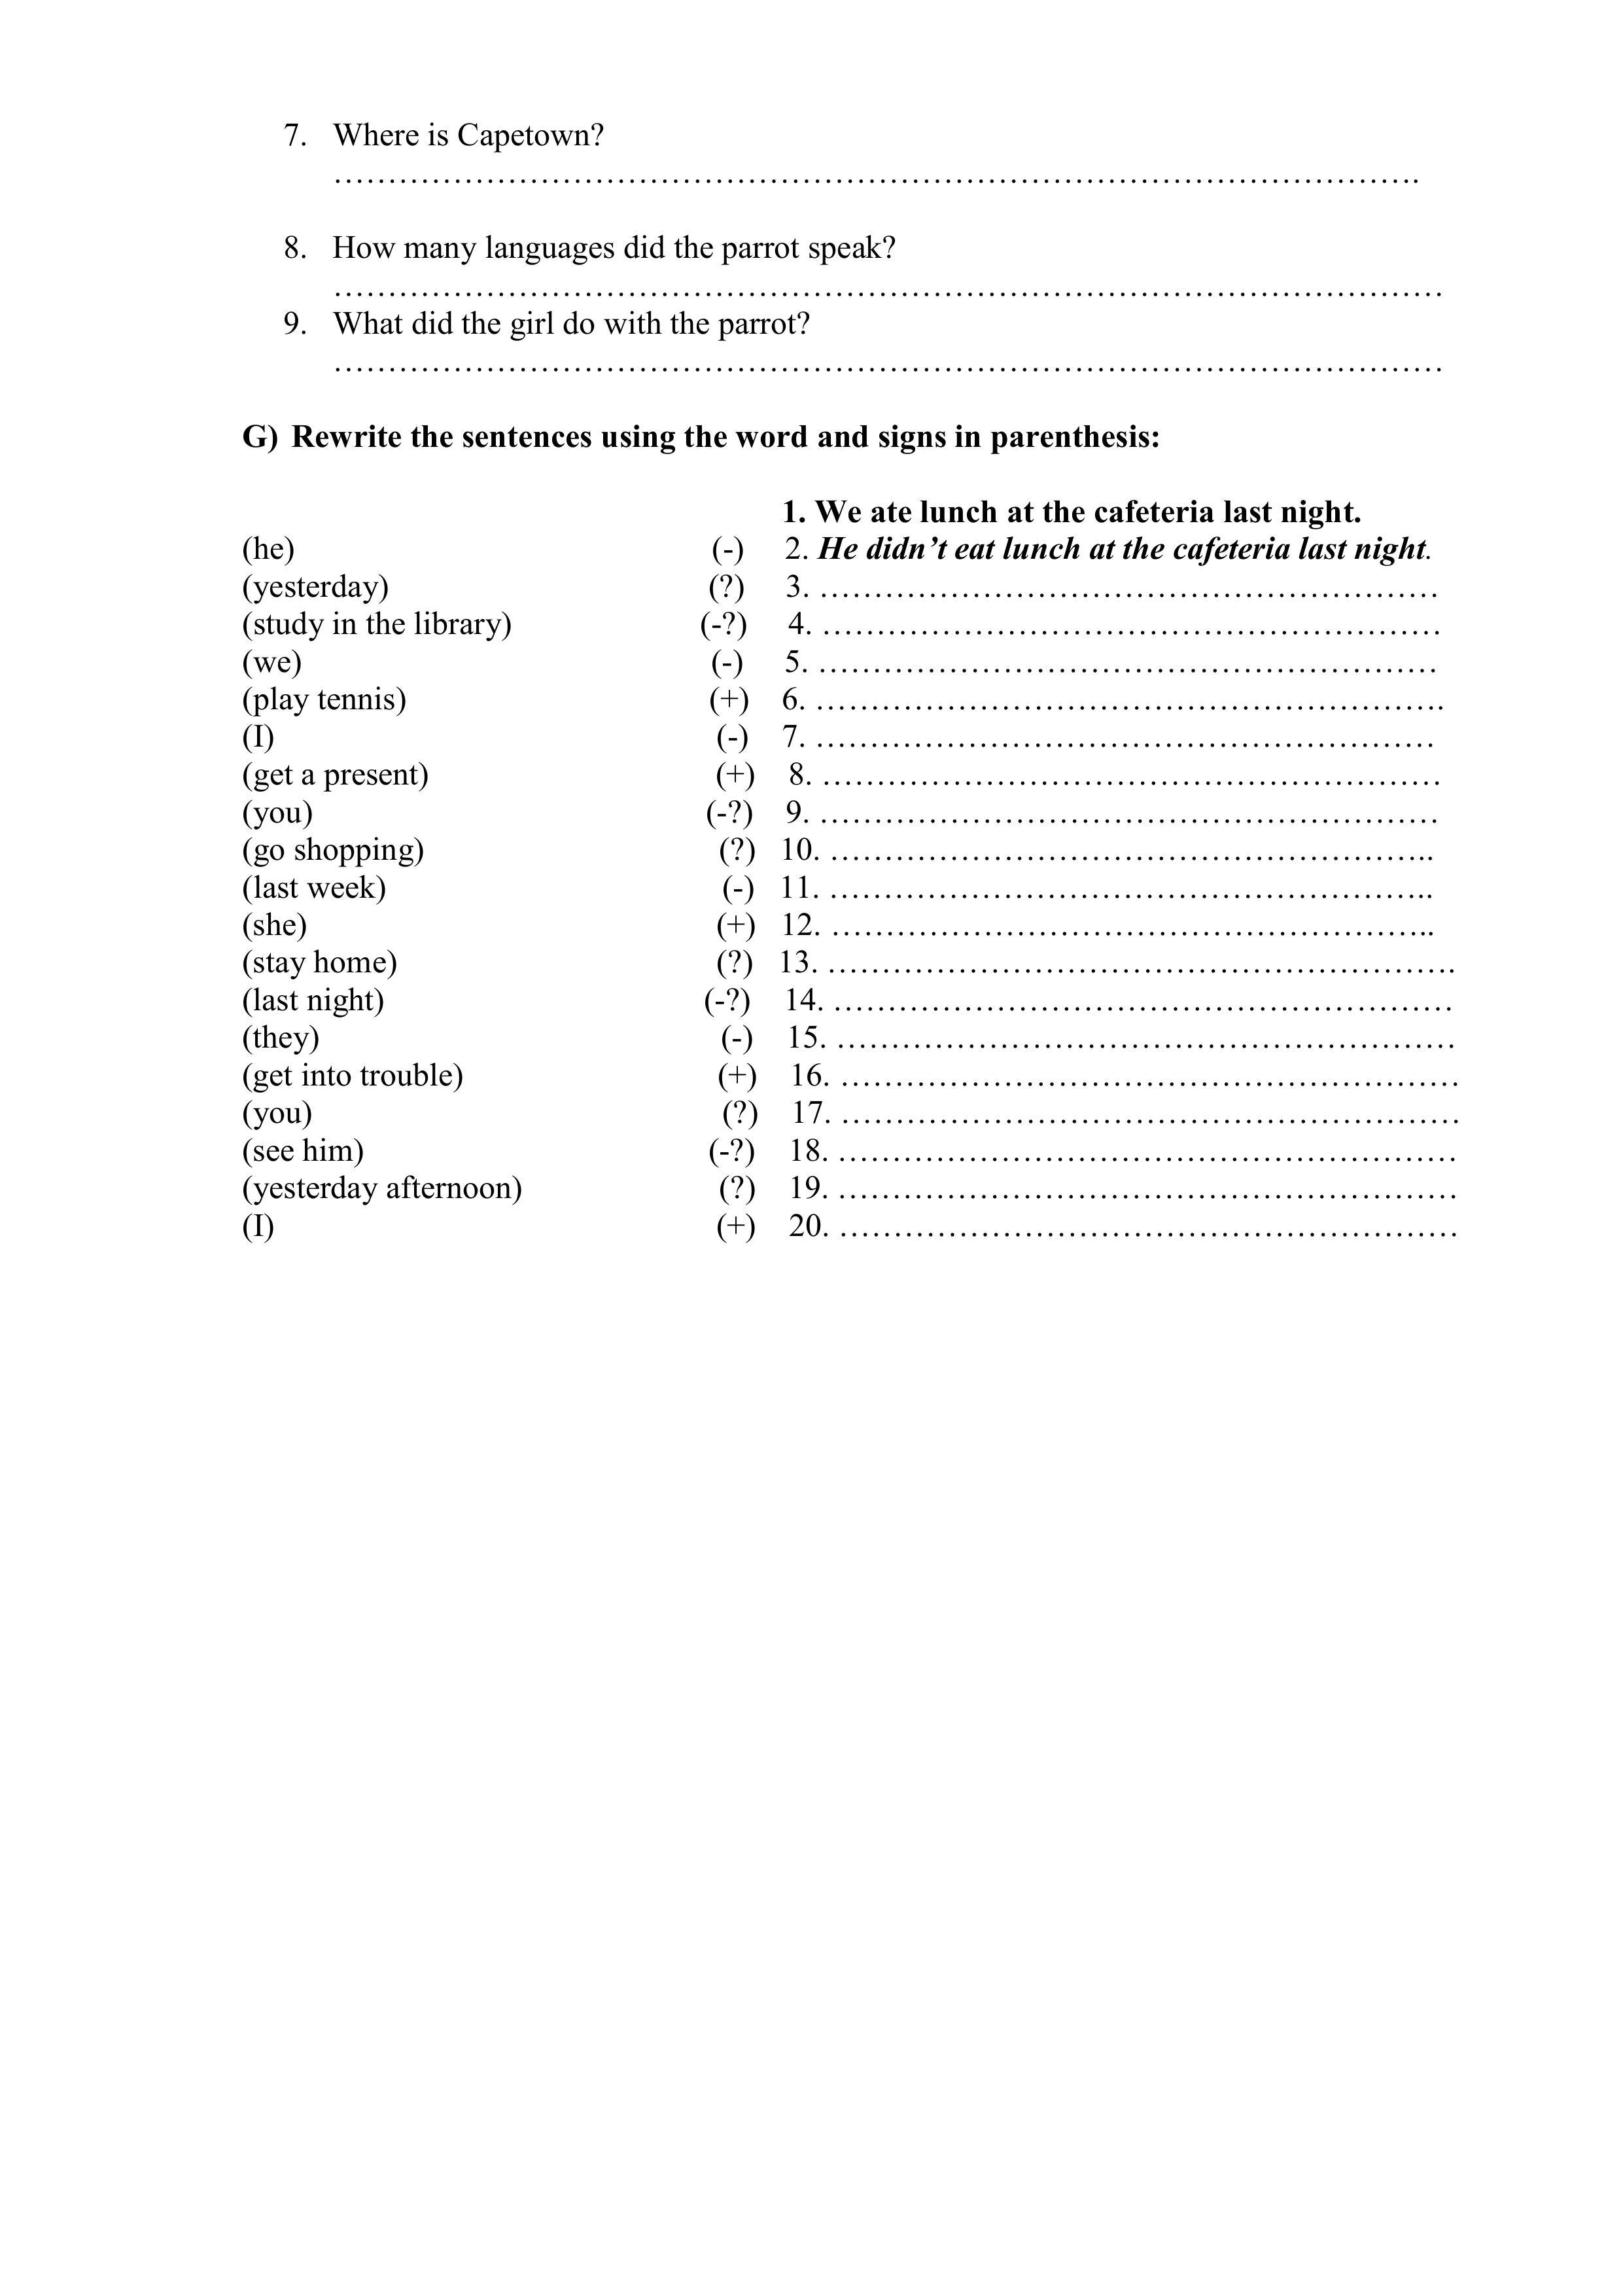 7. Where is Capetown?
………………………………………………………………………………………….
8. How many languages did the parrot speak?
……………………………………………………………………………………………
9. What did the girl do with the parrot?
……………………………………………………………………………………………
G) Rewrite the sentences using the word and signs in parenthesis:
1. We ate lunch at the cafeteria last night.
(he) (-) 2. He didn’t eat lunch at the cafeteria last night.
(yesterday) (?) 3. …………………………………………………
(study in the library) (-?) 4. …………………………………………………
(we) (-) 5. …………………………………………………
(play tennis) (+) 6. ………………………………………………….
(I) (-) 7. …………………………………………………
(get a present) (+) 8. …………………………………………………
(you) (-?) 9. …………………………………………………
(go shopping) (?) 10. ………………………………………………..
(last week) (-) 11. ………………………………………………..
(she) (+) 12. ………………………………………………..
(stay home) (?) 13. ………………………………………………….
(last night) (-?) 14. …………………………………………………
(they) (-) 15. …………………………………………………
(get into trouble) (+) 16. …………………………………………………
(you) (?) 17. …………………………………………………
(see him) (-?) 18. …………………………………………………
(yesterday afternoon) (?) 19. …………………………………………………
(I) (+) 20. …………………………………………………